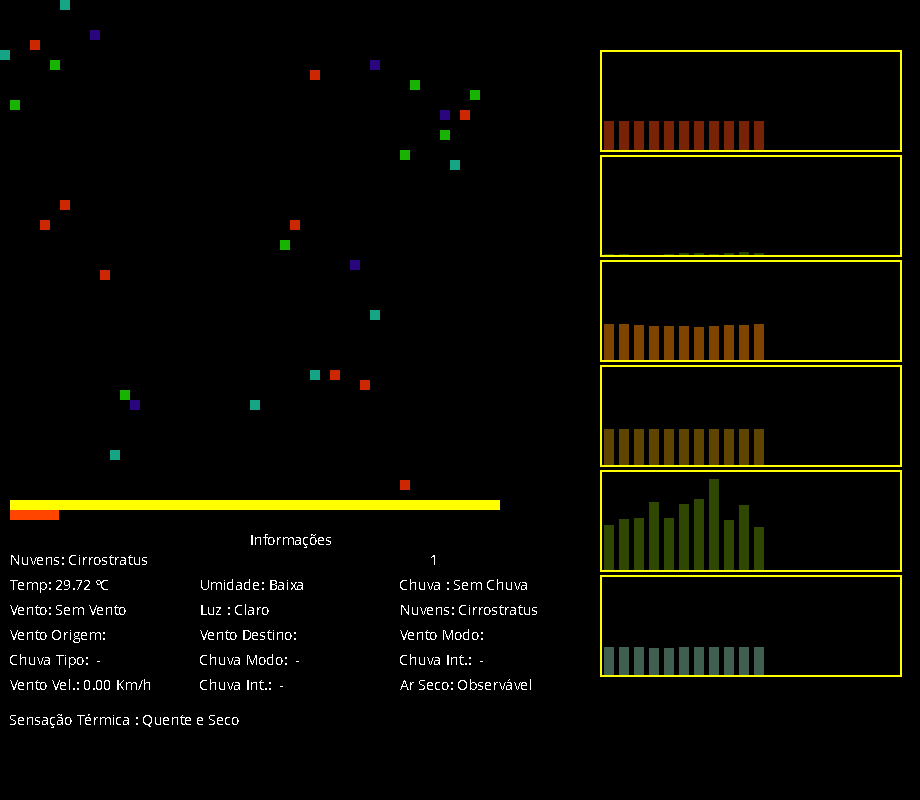 Informações
Nuvens: Cirrostratus 1
Temp: 29.72 ºC Umidade: Baixa Chuva : Sem Chuva
Vento: Sem Vento Luz : Claro Nuvens: Cirrostratus
Vento Origem: Vento Destino: Vento Modo:
Chuva Tipo: - Chuva Modo: - Chuva Int.: -
Vento Vel.: 0.00 Km/h Chuva Int.: - Ar Seco: Observável
Sensação Térmica : Quente e Seco